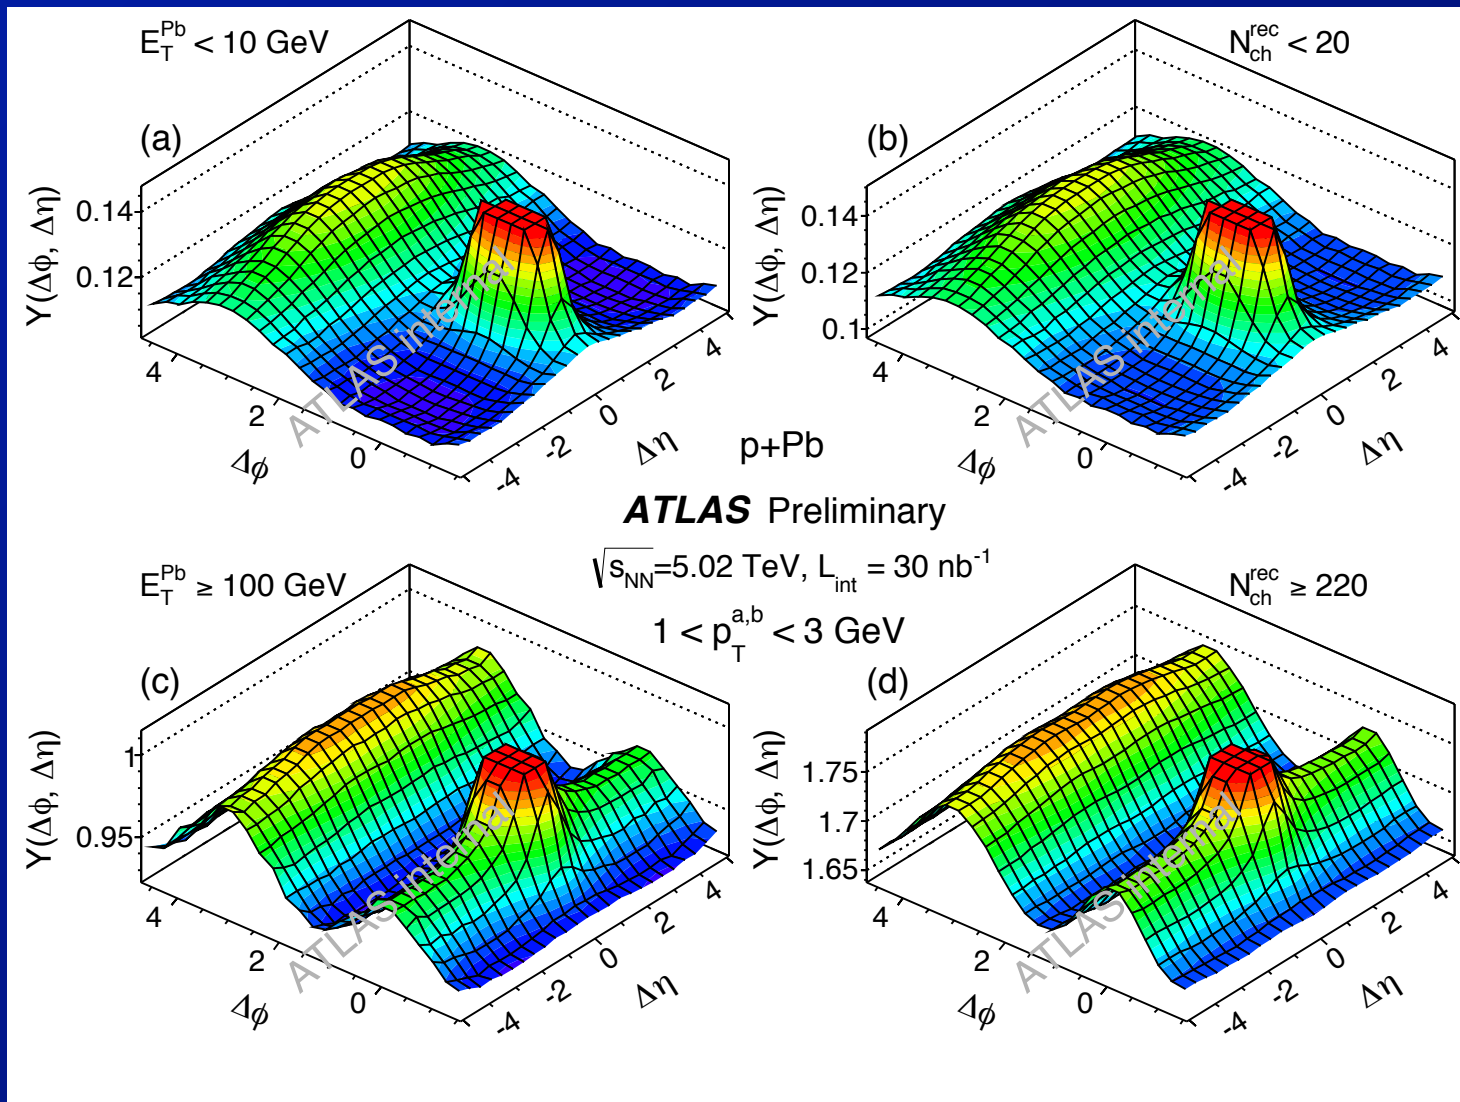 E_T^Pb < 10 GeV
N_ch^rec < 20
(a)
(b)
Y(Δϕ, Δη)
0.14
0.12
4
2
0
Δϕ
-4
-2
0
2
4
Δη
ATLAS internal
Y(Δϕ, Δη)
0.14
0.12
0.1
4
2
0
Δϕ
-4
-2
0
2
4
Δη
ATLAS internal
p+Pb
ATLAS Preliminary
√s_NN=5.02 TeV, L_int = 30 nb^-1
1 < p_T^a,b < 3 GeV
E_T^Pb ≥ 100 GeV
N_ch^rec ≥ 220
(c)
(d)
Y(Δϕ, Δη)
1
0.95
4
2
0
Δϕ
-4
-2
0
2
4
Δη
ATLAS internal
Y(Δϕ, Δη)
1.75
1.7
1.65
4
2
0
Δϕ
-4
-2
0
2
4
Δη
ATLAS internal